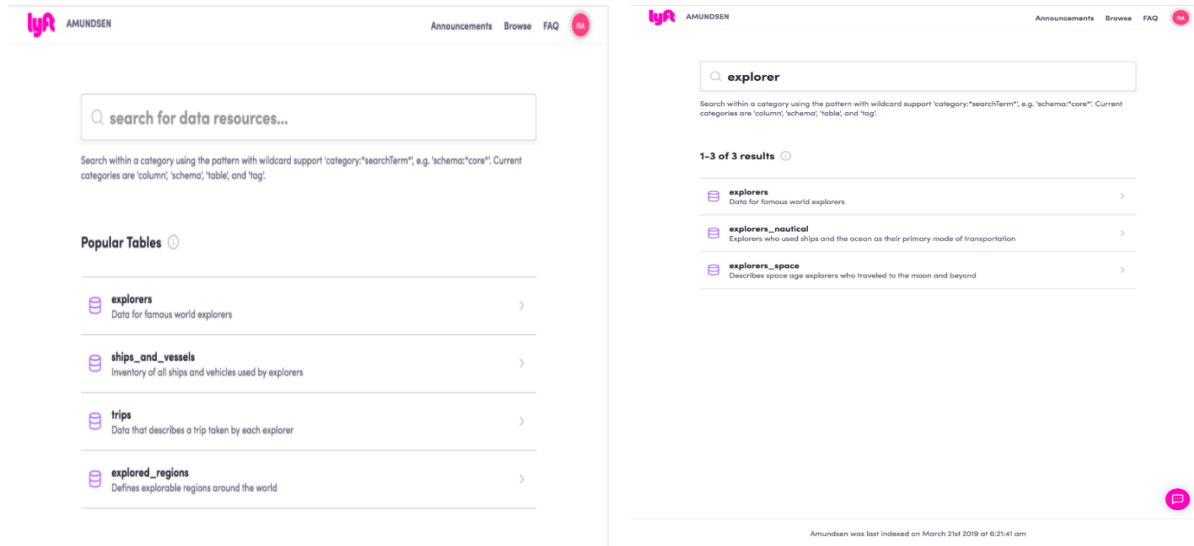 lyft AMUNDSEN Announcements Browse FAQ RA
search for data resources...
Search within a category using the pattern with wildcard support 'category:*searchTerm*', e.g. 'schema:*core*'. Current
categories are 'column', 'schema', 'table', and 'tag'.
Popular Tables
explorers
Data for famous world explorers
ships_and_vessels
Inventory of all ships and vehicles used by explorers
trips
Data that describes a trip taken by each explorer
explored_regions
Defines explorable regions around the world
lyft AMUNDSEN Announcements Browse FAQ RA
explorer
Search within a category using the pattern with wildcard support 'category:*searchTerm*', e.g. 'schema:*core*'. Current
categories are 'column', 'schema', 'table', and 'tag'.
1-3 of 3 results
explorers
Data for famous world explorers
explorers_nautical
Explorers who used ships and the ocean as their primary mode of transportation
explorers_space
Describes space age explorers who traveled to the moon and beyond
Amundsen was last indexed on March 21st 2019 at 6:21:41 am